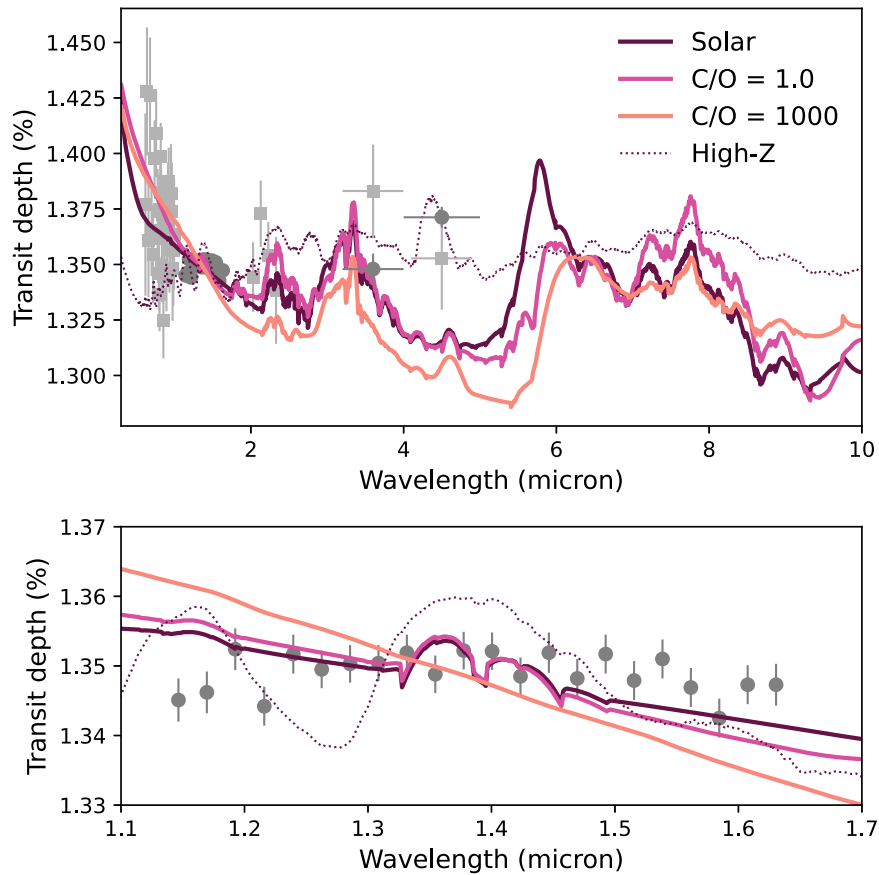 Transit depth (%)
1.450
1.425
1.400
1.375
1.350
1.325
1.300
Solar
C/O = 1.0
C/O = 1000
High-Z
2 4 6 8 10
Wavelength (micron)
Transit depth (%)
1.37
1.36
1.35
1.34
1.33
1.1 1.2 1.3 1.4 1.5 1.6 1.7
Wavelength (micron)